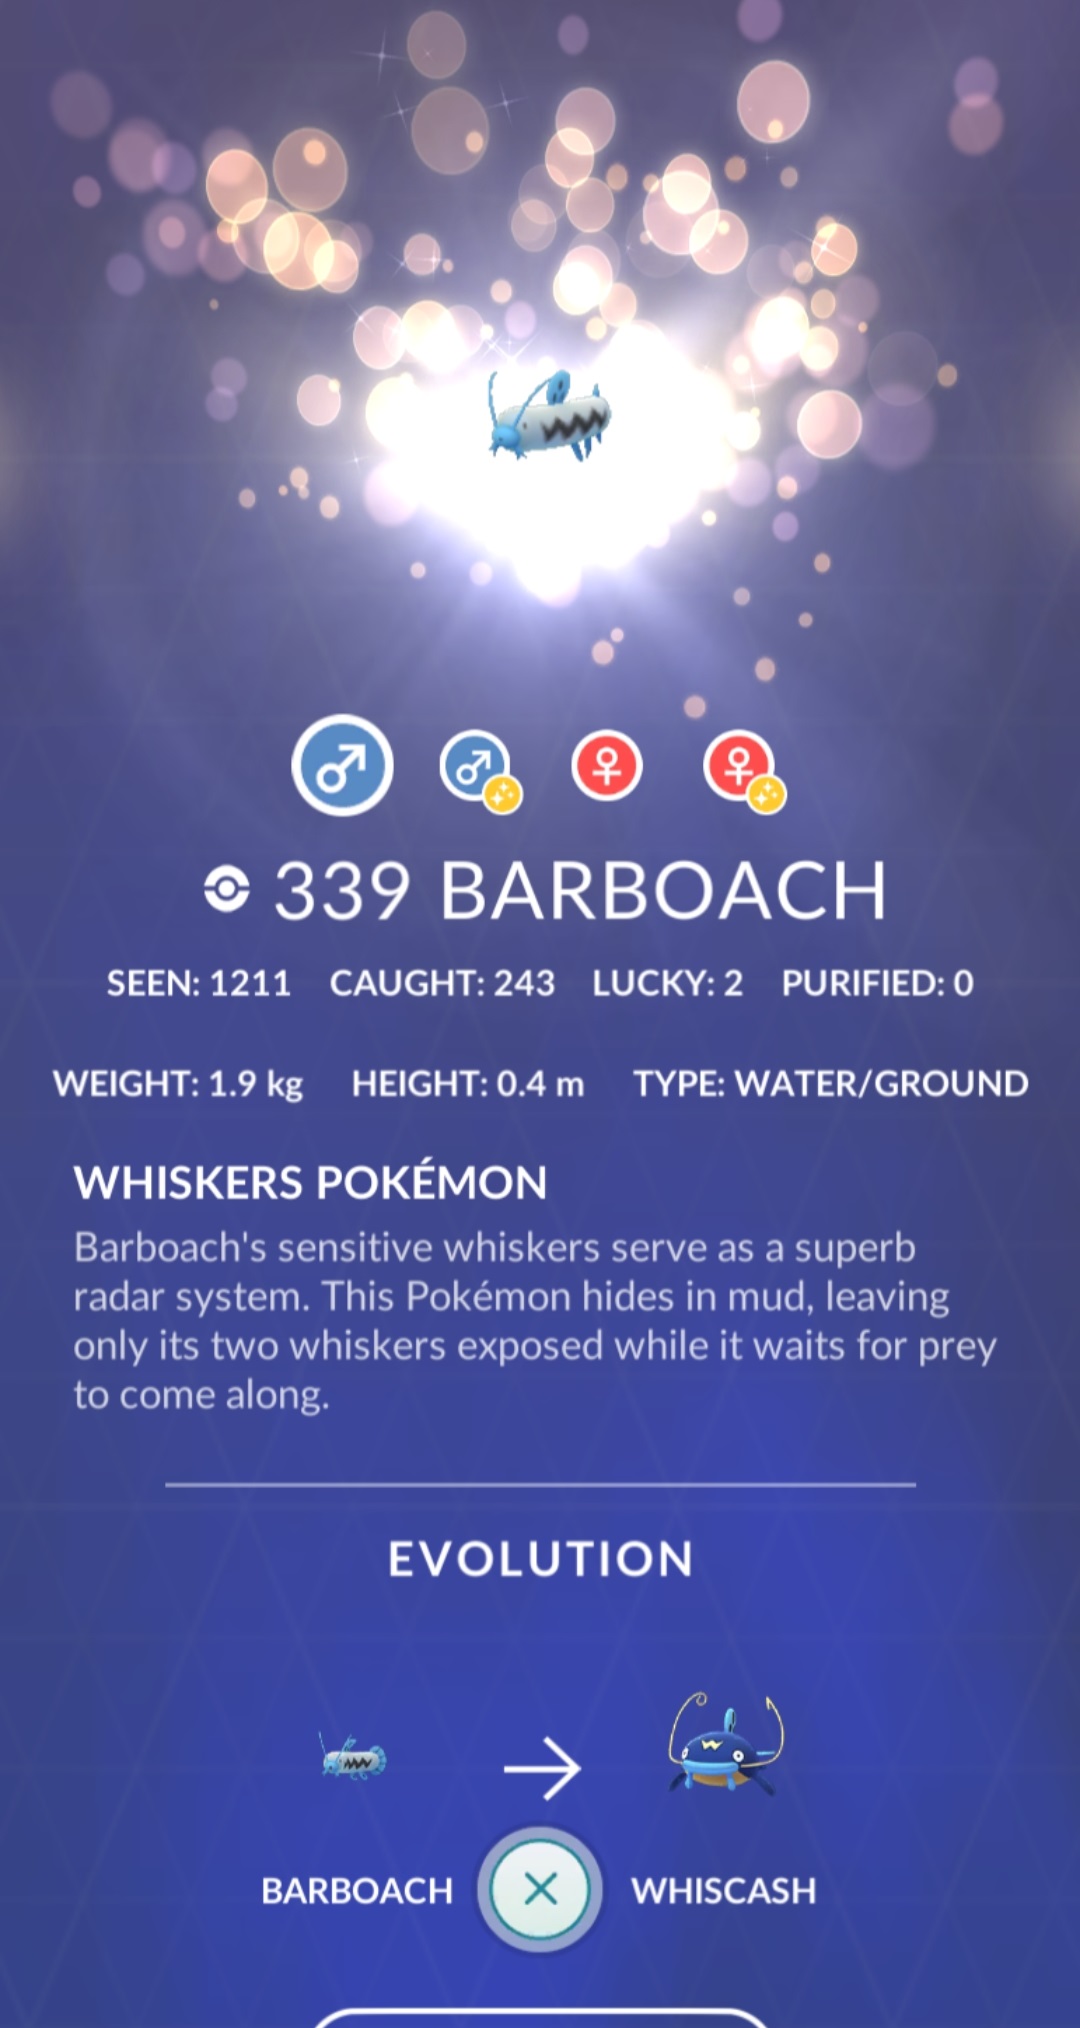 339 BARBOACH
SEEN: 1211 CAUGHT: 243 LUCKY: 2 PURIFIED: 0
WEIGHT: 1.9 kg HEIGHT: 0.4 m TYPE: WATER/GROUND
WHISKERS POKÉMON
Barboach's sensitive whiskers serve as a superb
radar system. This Pokémon hides in mud, leaving
only its two whiskers exposed while it waits for prey
to come along.
EVOLUTION
BARBOACH WHISCASH